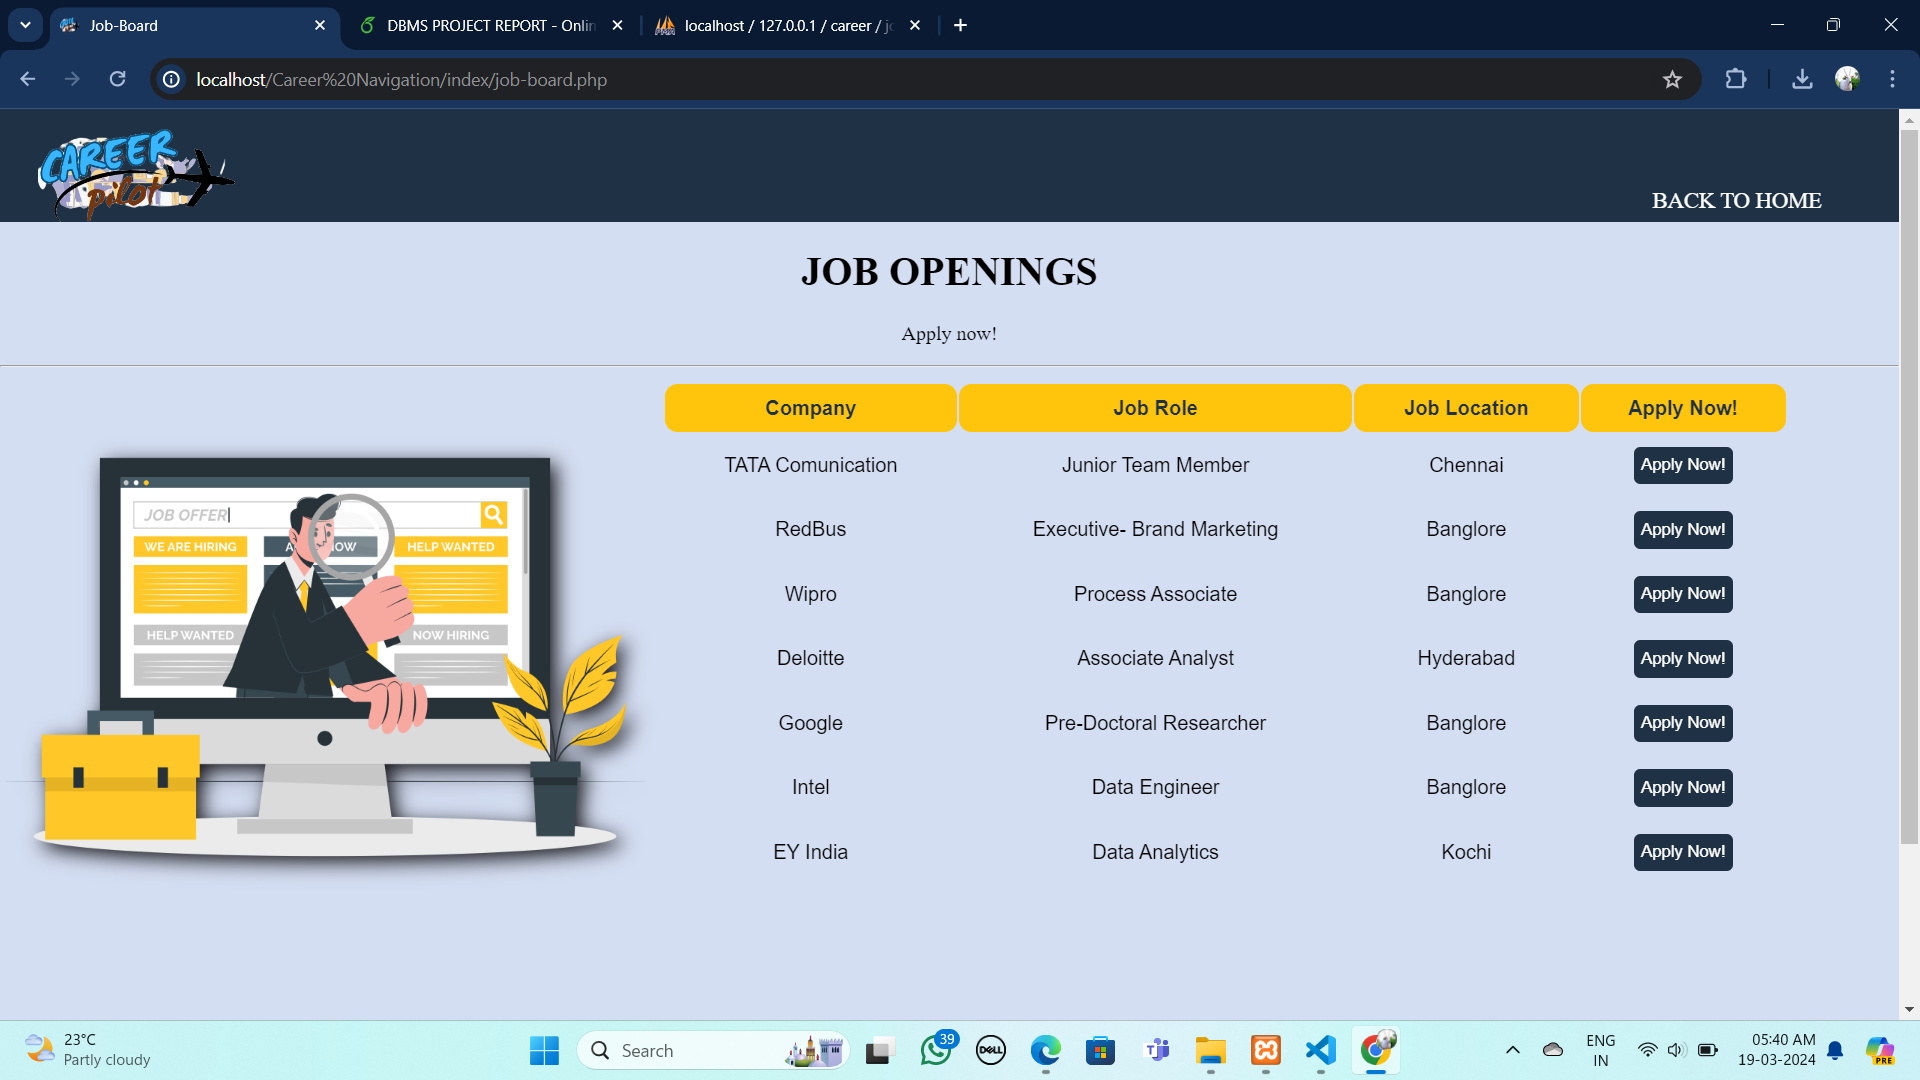 Job-Board
DBMS PROJECT REPORT - Onlin
localhost / 127.0.0.1 / career / jo
localhost/Career%20Navigation/index/job-board.php
CAREER
pilot
BACK TO HOME
JOB OPENINGS
Apply now!
Company Job Role Job Location Apply Now!
TATA Comunication Junior Team Member Chennai Apply Now!
RedBus Executive- Brand Marketing Banglore Apply Now!
Wipro Process Associate Banglore Apply Now!
Deloitte Associate Analyst Hyderabad Apply Now!
Google Pre-Doctoral Researcher Banglore Apply Now!
Intel Data Engineer Banglore Apply Now!
EY India Data Analytics Kochi Apply Now!
JOB OFFER
WE ARE HIRING HELP WANTED
HELP WANTED NOW HIRING
23°C
Partly cloudy
Search
39
DELL
PRE
ENG
IN
05:40 AM
19-03-2024